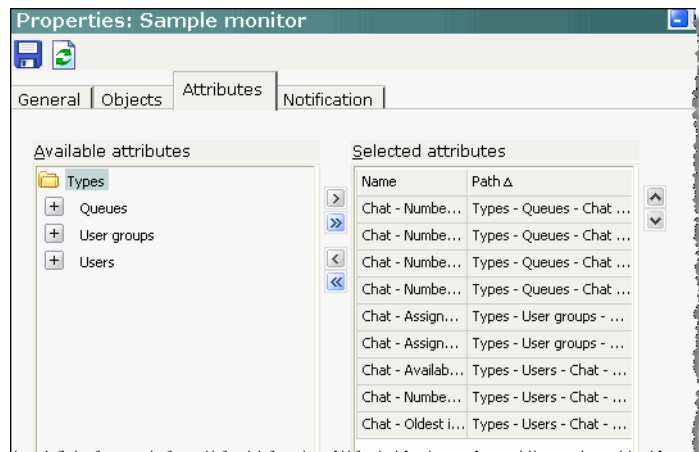 Properties: Sample monitor
General
Objects
Attributes
Notification
Available attributes
Types
Queues
User groups
Users
Selected attributes
Name Path
Chat - Numbe... Types - Queues - Chat ...
Chat - Numbe... Types - Queues - Chat ...
Chat - Numbe... Types - Queues - Chat ...
Chat - Numbe... Types - Queues - Chat ...
Chat - Assign... Types - User groups - ...
Chat - Assign... Types - User groups - ...
Chat - Availab... Types - Users - Chat - ...
Chat - Numbe... Types - Users - Chat - ...
Chat - Oldest i... Types - Users - Chat - ...